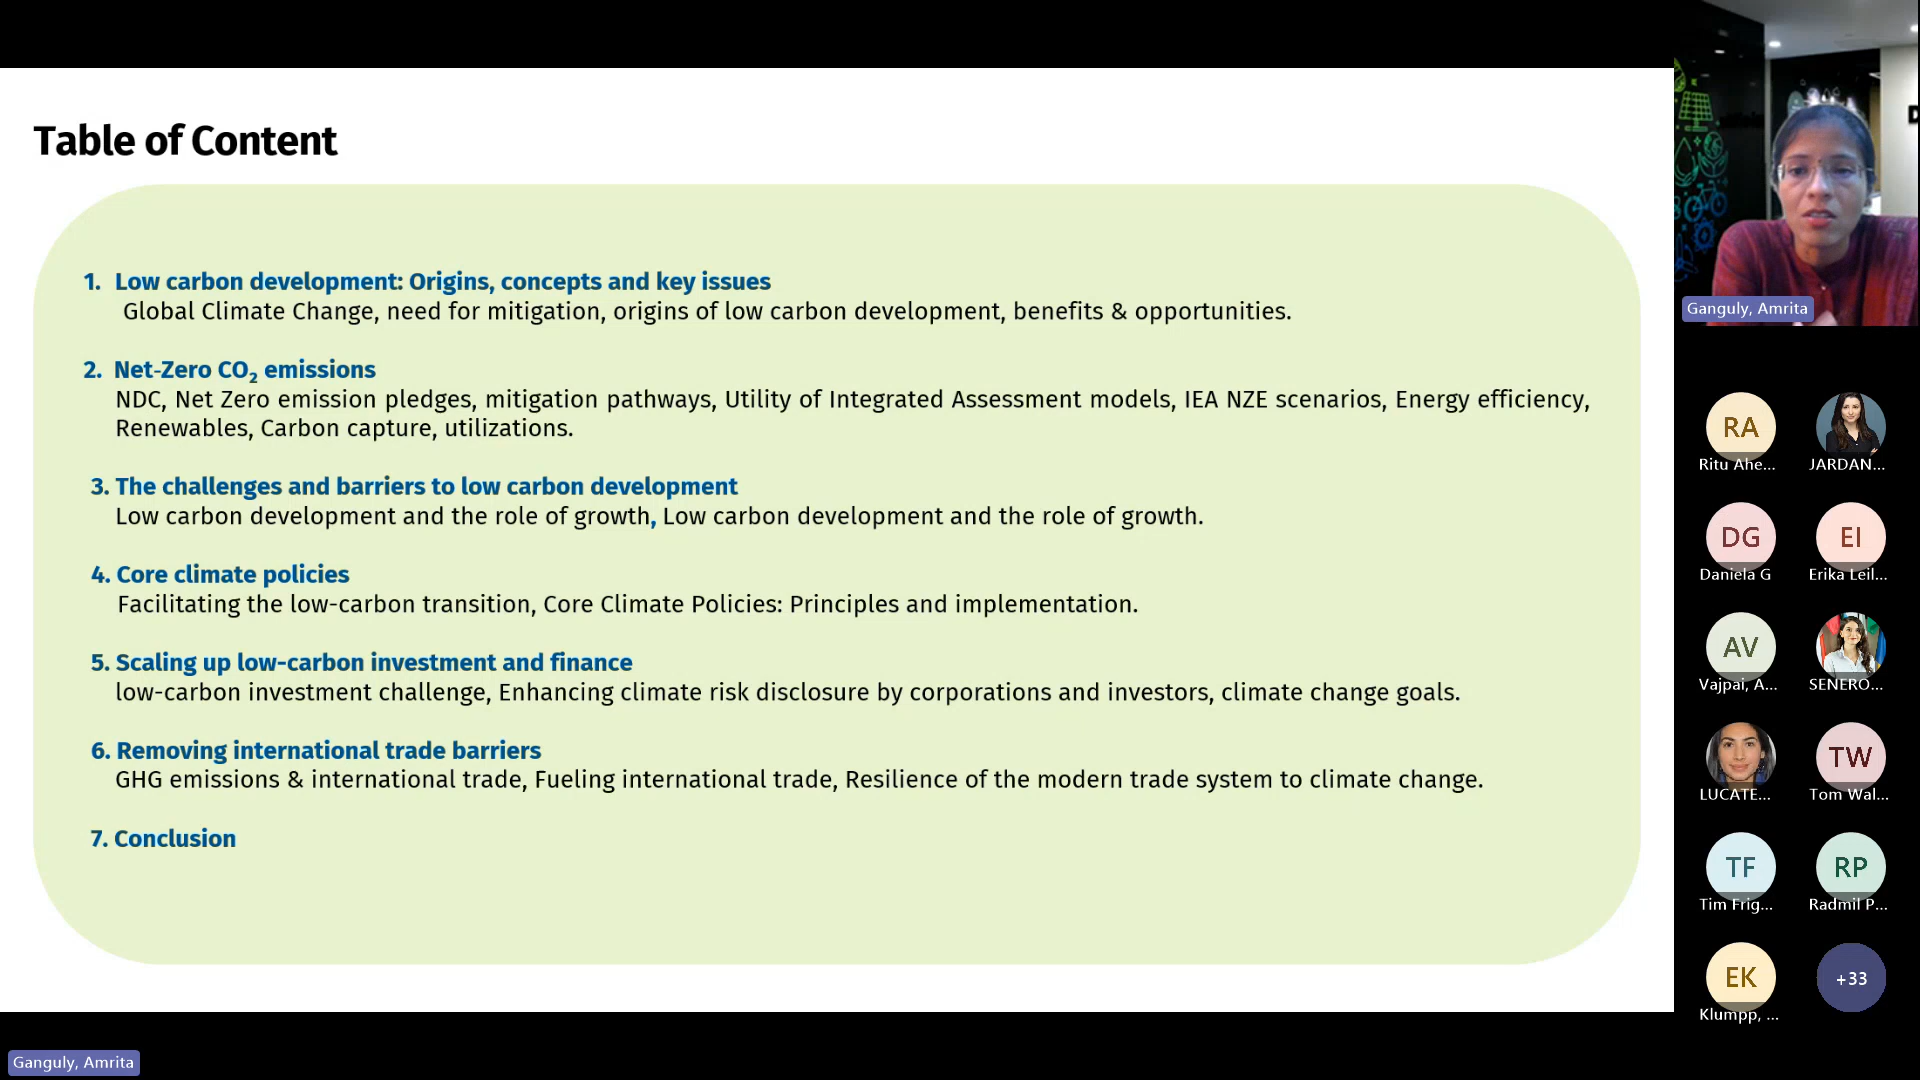 Table of Content
1. Low carbon development: Origins, concepts and key issues
Global Climate Change, need for mitigation, origins of low carbon development, benefits & opportunities.
2. Net-Zero CO₂ emissions
NDC, Net Zero emission pledges, mitigation pathways, Utility of Integrated Assessment models, IEA NZE scenarios, Energy efficiency,
Renewables, Carbon capture, utilizations.
3. The challenges and barriers to low carbon development
Low carbon development and the role of growth, Low carbon development and the role of growth.
4. Core climate policies
Facilitating the low-carbon transition, Core Climate Policies: Principles and implementation.
5. Scaling up low-carbon investment and finance
low-carbon investment challenge, Enhancing climate risk disclosure by corporations and investors, climate change goals.
6. Removing international trade barriers
GHG emissions & international trade, Fueling international trade, Resilience of the modern trade system to climate change.
7. Conclusion
D
Ganguly, Amrita
RA
Ritu Ahe...
JARDAN...
DG
Daniela G
EI
Erika Leil...
AV
Vajpai, A...
SENERO...
LUCATE...
TW
Tom Wal...
TF
Tim Frig...
RP
Radmil P...
EK
Klumpp, ...
+33
Ganguly, Amrita